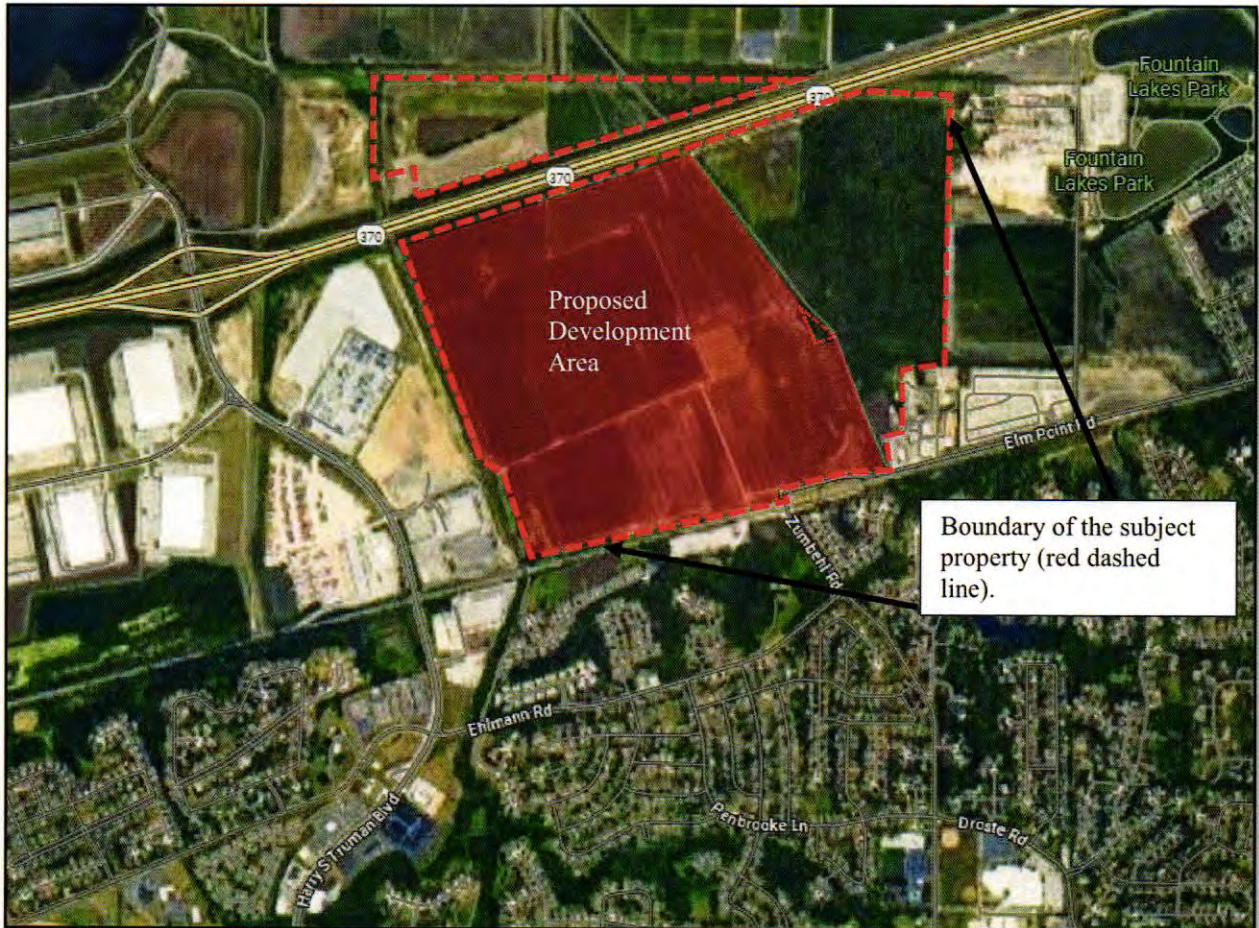 Fountain
Lakes Park
370
370
Fountain
Lakes Park
370
Proposed
Development
Area
Elm Point Rd
Boundary of the subject
property (red dashed
line).
Zumbehl Rd
Ehlmann Rd
Penbrooke Ln
Droste Rd
Harry S Truman Blvd